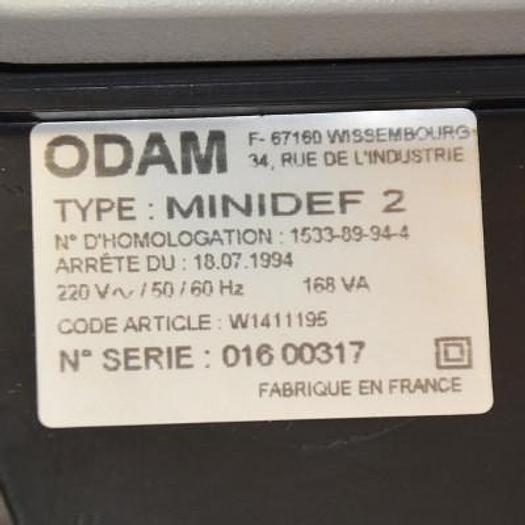 ODAM F- 67160 WISSEMBOURG
34, RUE DE L'INDUSTRIE
TYPE : MINIDEF 2
N° D'HOMOLOGATION : 1533-89-94-4
ARRÊTE DU : 18.07.1994
220 V∿ / 50 / 60 Hz 168 VA
CODE ARTICLE : W1411195
N° SERIE : 016 00317
FABRIQUE EN FRANCE